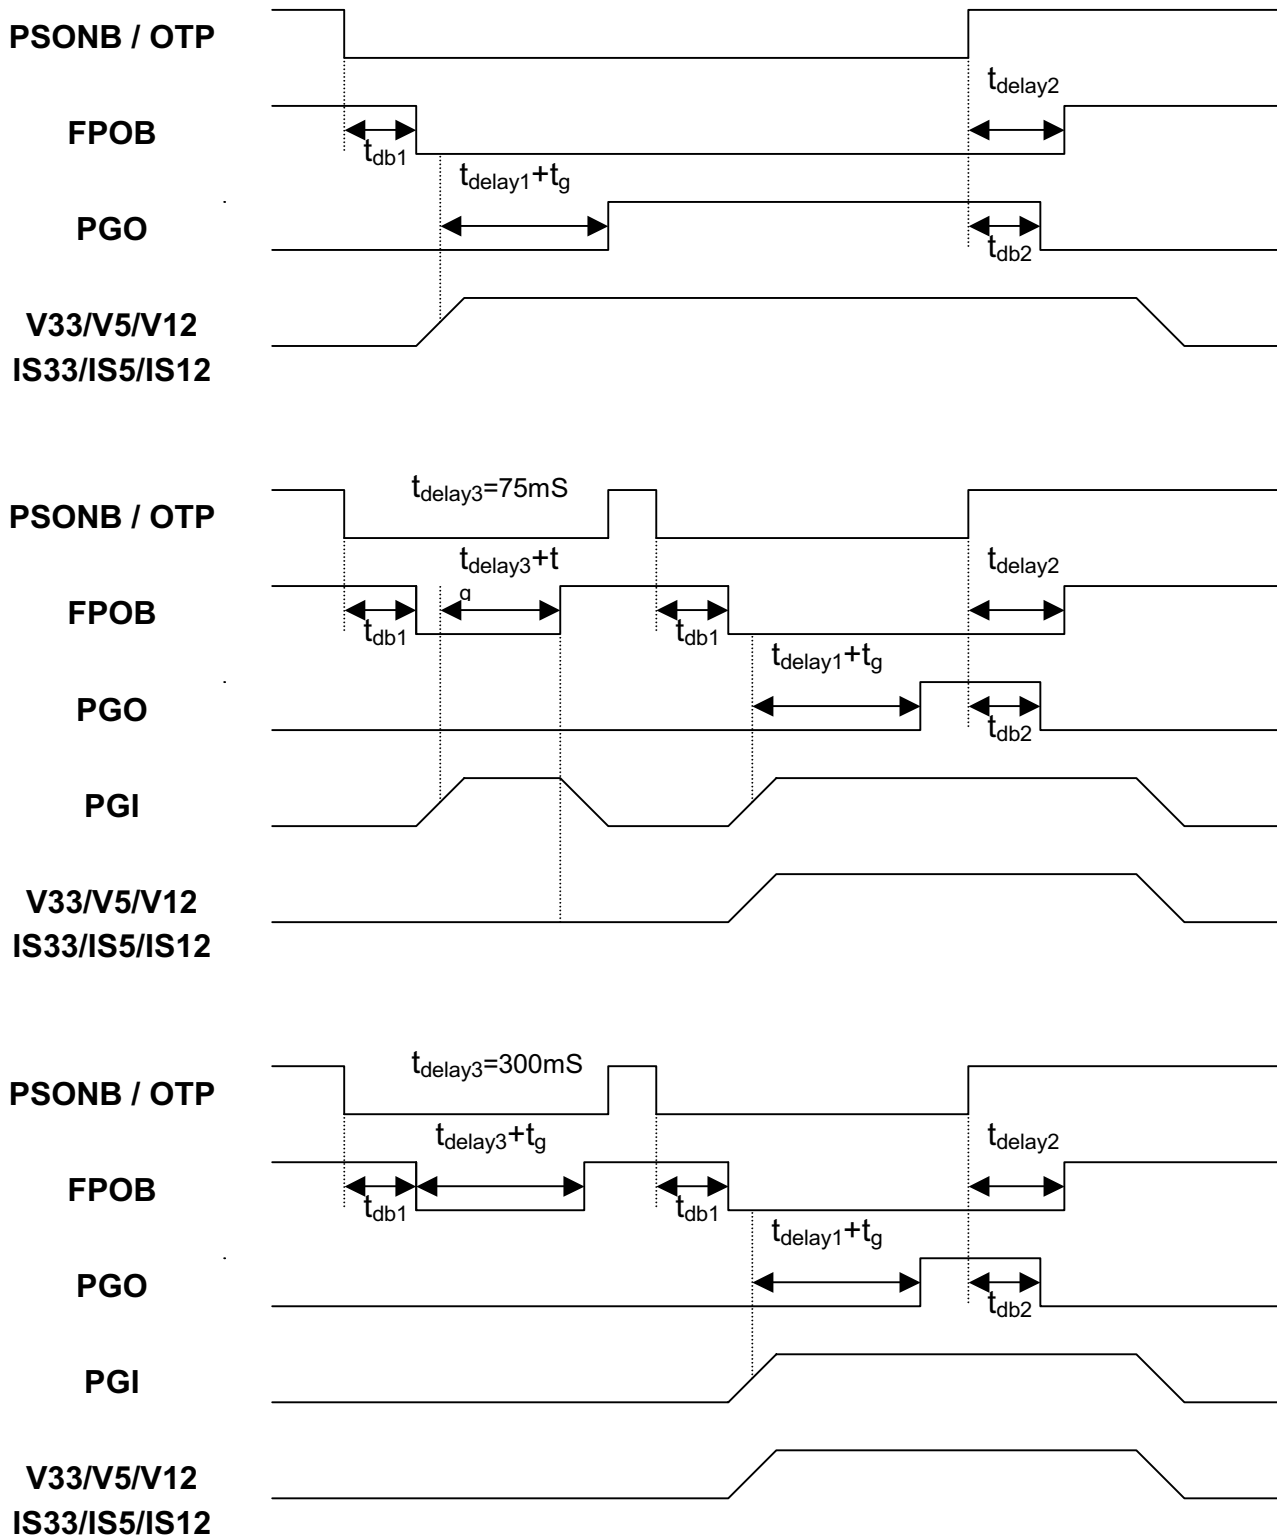 PSONB / OTP
tdelay2
FPOB
tdb1
tdelay1+tg
PGO
tdb2
V33/V5/V12
IS33/IS5/IS12
tdelay3=75mS
PSONB / OTP
tdelay3+t
g
tdelay2
FPOB
tdb1
tdb1
tdelay1+tg
PGO
tdb2
PGI
V33/V5/V12
IS33/IS5/IS12
tdelay3=300mS
PSONB / OTP
tdelay3+tg
tdelay2
FPOB
tdb1
tdb1
tdelay1+tg
PGO
tdb2
PGI
V33/V5/V12
IS33/IS5/IS12